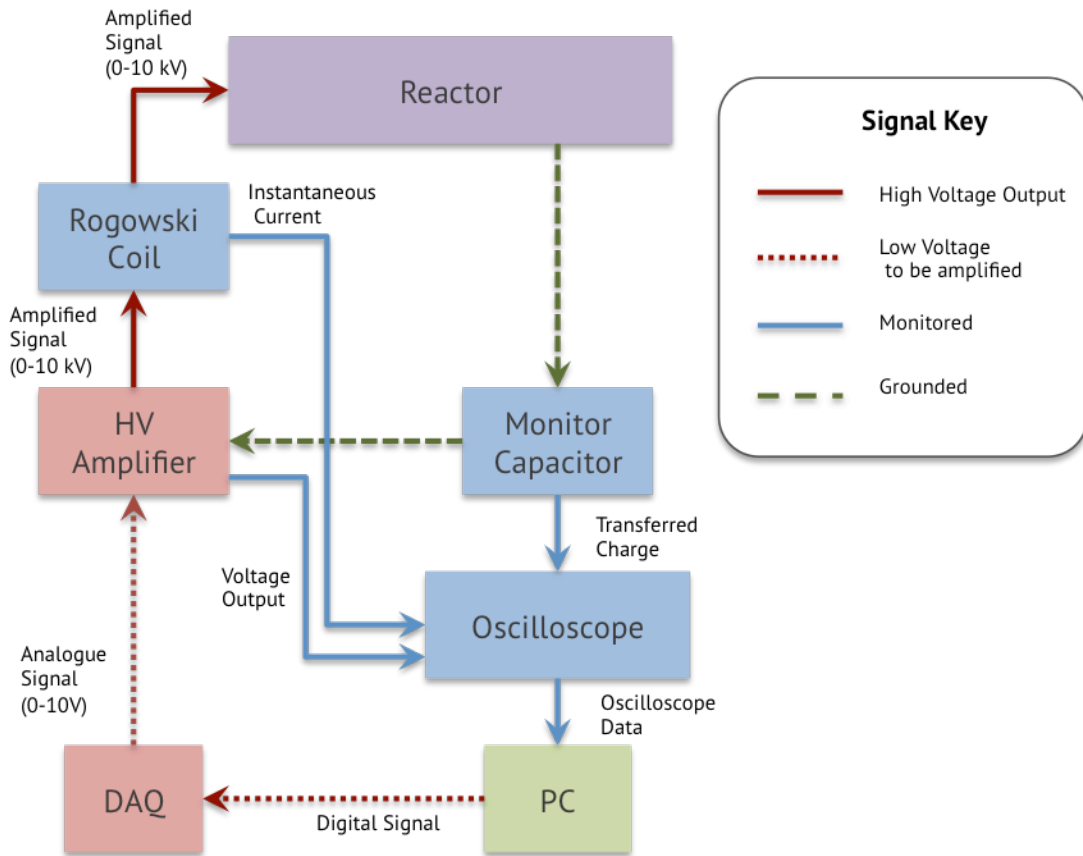 Amplified
Signal
(0-10 kV)
Reactor
Signal Key
High Voltage Output
Low Voltage
to be amplified
Monitored
Grounded
Instantaneous
Current
Rogowski
Coil
Amplified
Signal
(0-10 kV)
HV
Amplifier
Monitor
Capacitor
Transferred
Charge
Voltage
Output
Oscilloscope
Analogue
Signal
(0-10V)
Oscilloscope
Data
DAQ
PC
Digital Signal